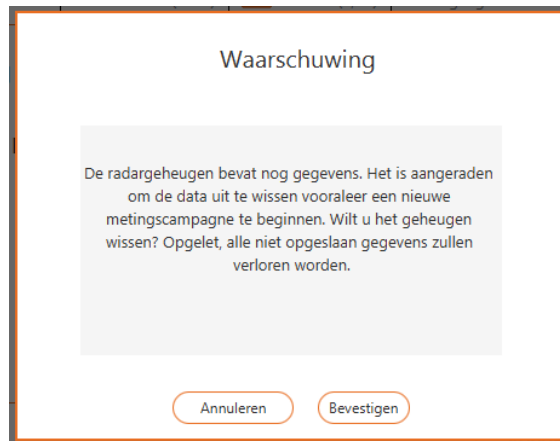 Waarschuwing
De radargeheugen bevat nog gegevens. Het is aangeraden
om de data uit te wissen vooraleer een nieuwe
metingscampagne te beginnen. Wilt u het geheugen
wissen? Opgelet, alle niet opgeslaan gegevens zullen
verloren worden.
Annuleren
Bevestigen